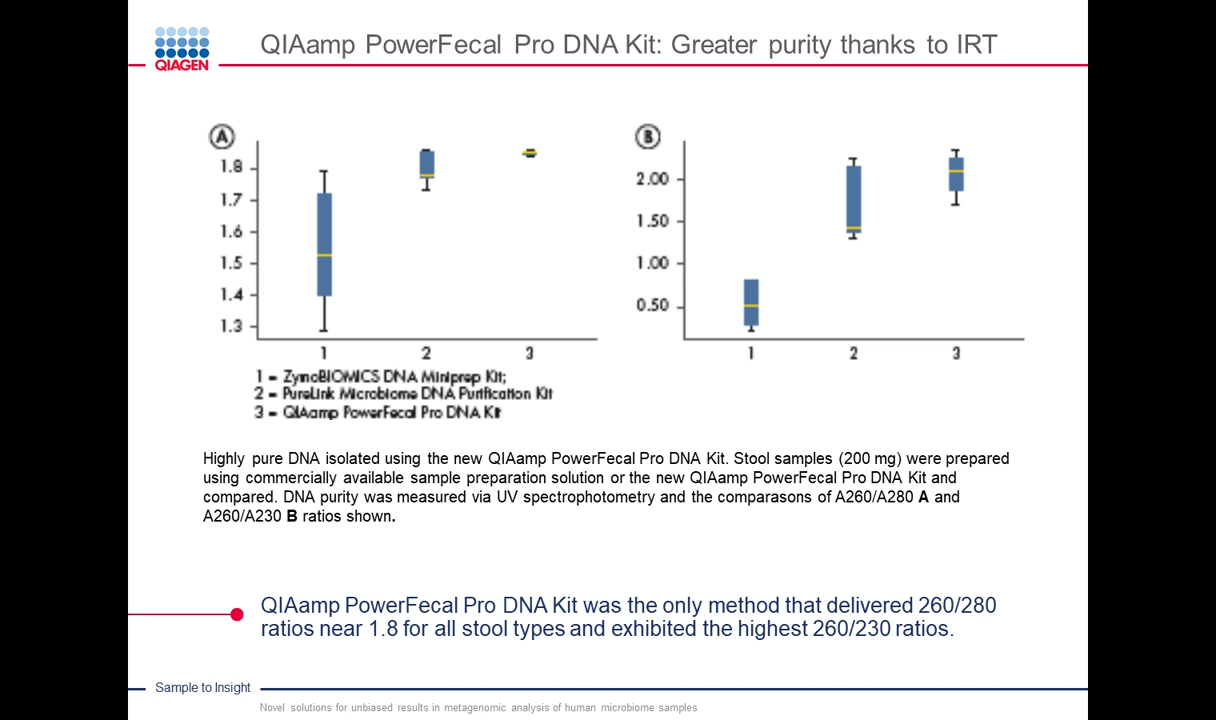 QIAGEN
QIAamp PowerFecal Pro DNA Kit: Greater purity thanks to IRT
A
1.8
1.7
1.6
1.5
1.4
1.3
1 2 3
B
2.00
1.50
1.00
0.50
1 2 3
1 = ZymoBIOMICS DNA Miniprep Kit;
2 = PureLink Microbiome DNA Purification Kit
3 = QIAamp PowerFecal Pro DNA Kit
Highly pure DNA isolated using the new QIAamp PowerFecal Pro DNA Kit. Stool samples (200 mg) were prepared
using commercially available sample preparation solution or the new QIAamp PowerFecal Pro DNA Kit and
compared. DNA purity was measured via UV spectrophotometry and the comparasons of A260/A280 A and
A260/A230 B ratios shown.
QIAamp PowerFecal Pro DNA Kit was the only method that delivered 260/280
ratios near 1.8 for all stool types and exhibited the highest 260/230 ratios.
Sample to Insight
Novel solutions for unbiased results in metagenomic analysis of human microbiome samples